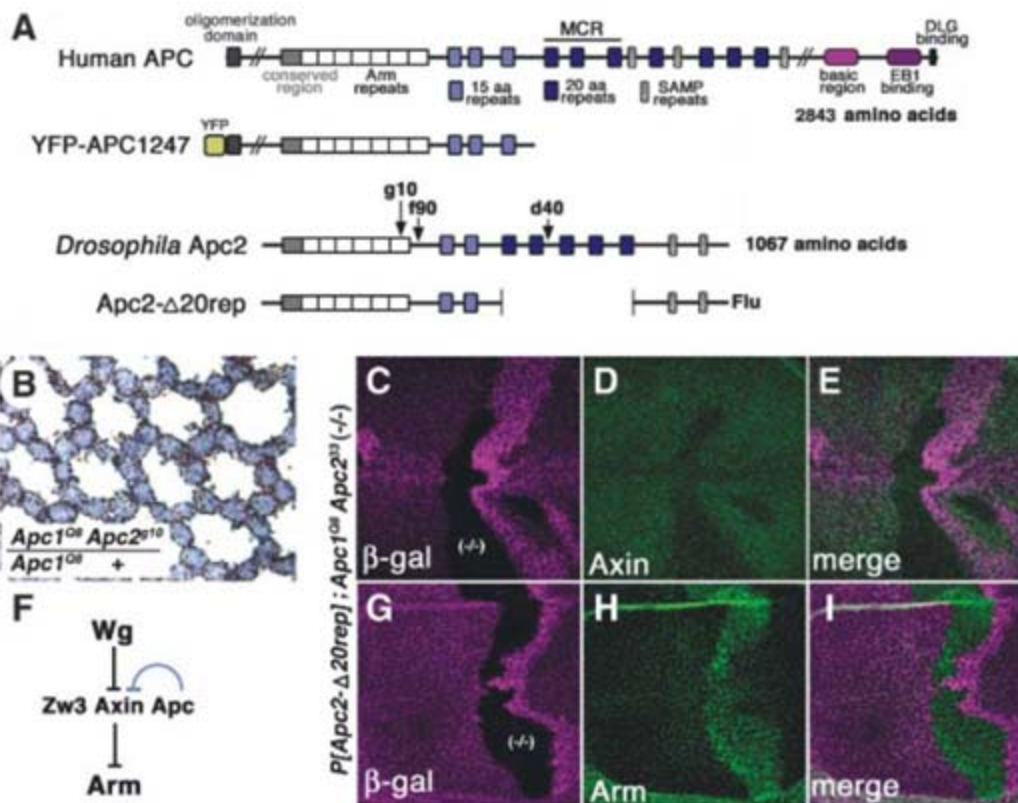 A
oligomerization
domain
MCR
DLG
binding
Human APC
conserved
region
Arm
repeats
15 aa
repeats
20 aa
repeats
SAMP
repeats
basic
region
EB1
binding
2843 amino acids
YFP
YFP-APC1247
g10
f90
d40
Drosophila Apc2
1067 amino acids
Apc2-Δ20rep
Flu
B
Apc1Q8 Apc2g10
Apc1Q8 +
P[Apc2-Δ20rep] ; Apc1Q8 Apc233 (-/-)
C
(-/-)
β-gal
D
Axin
E
merge
F
Wg
Zw3 Axin Apc
Arm
G
(-/-)
β-gal
H
Arm
I
merge